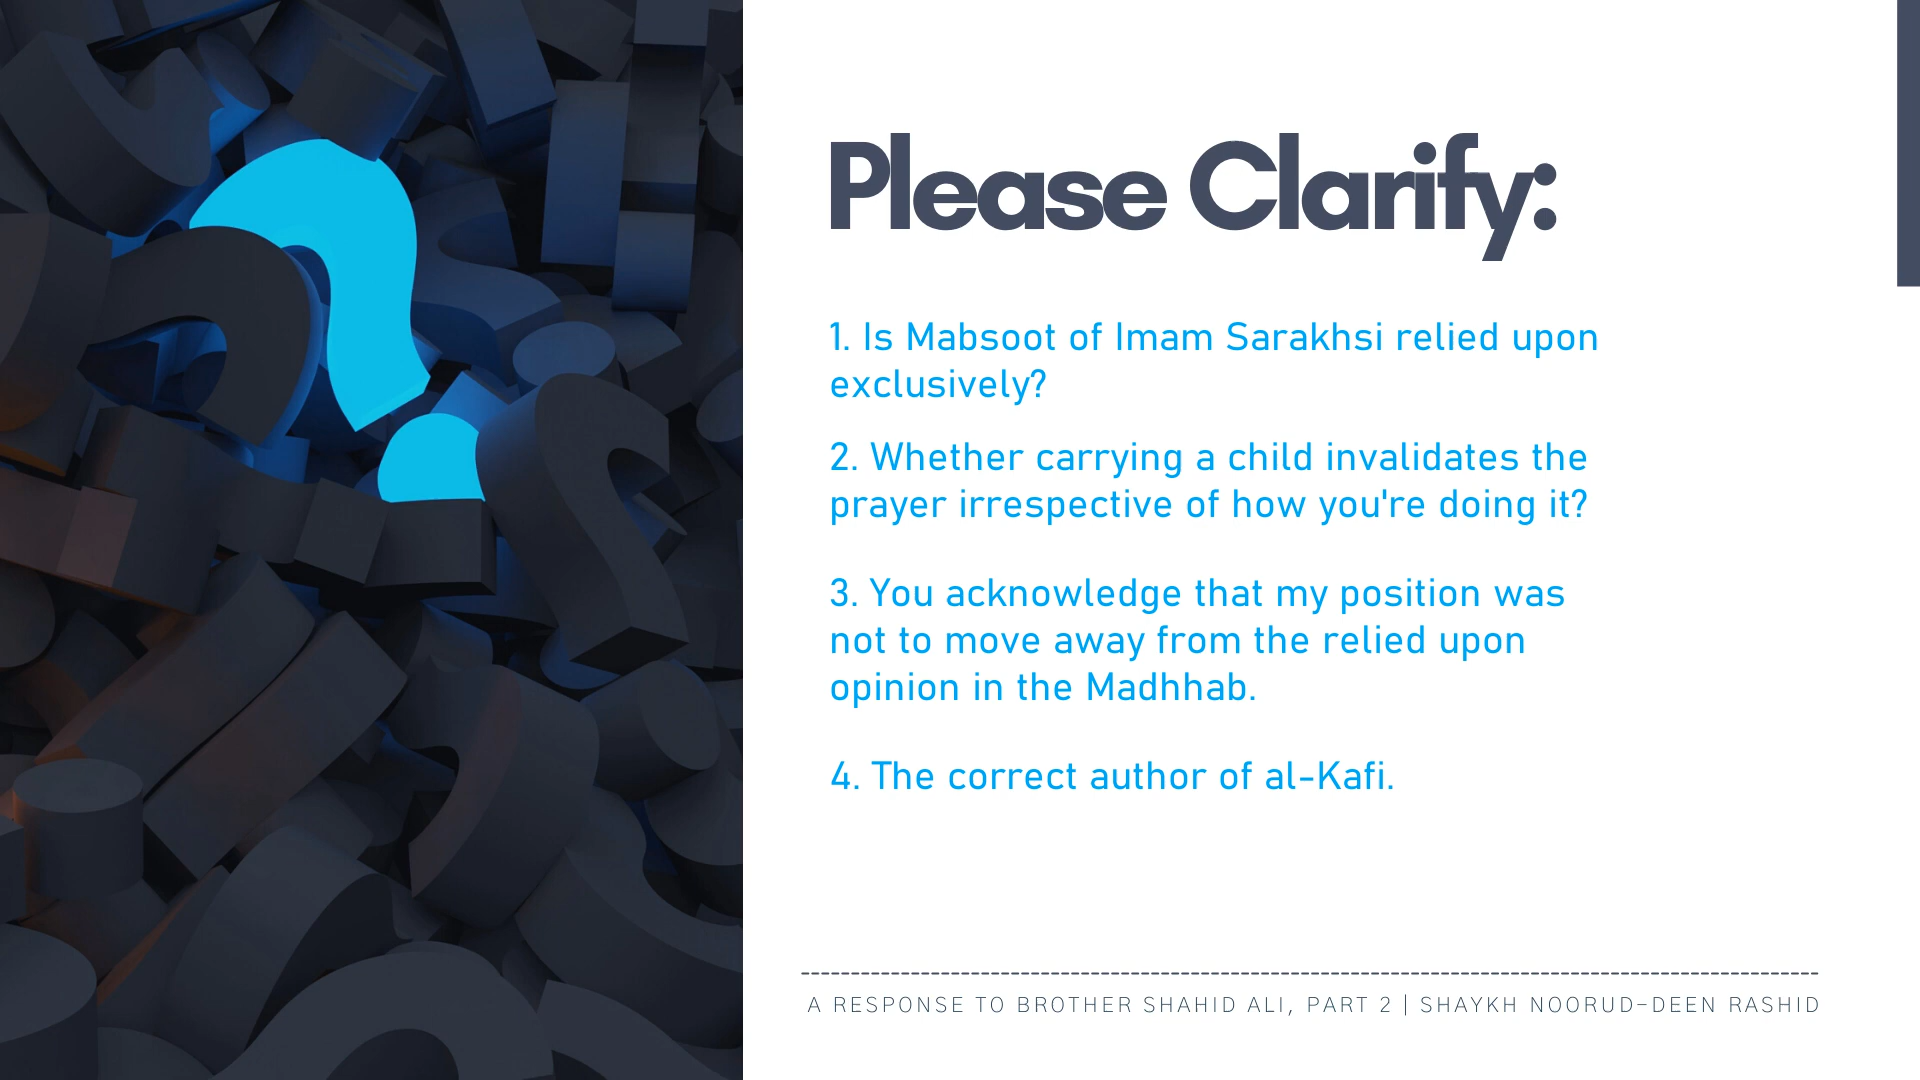 Please Clarify:
1. Is Mabsoot of Imam Sarakhsi relied upon
exclusively?
2. Whether carrying a child invalidates the
prayer irrespective of how you're doing it?
3. You acknowledge that my position was
not to move away from the relied upon
opinion in the Madhhab.
4. The correct author of al-Kafi.
A RESPONSE TO BROTHER SHAHID ALI, PART 2 | SHAYKH NOORUD-DEEN RASHID